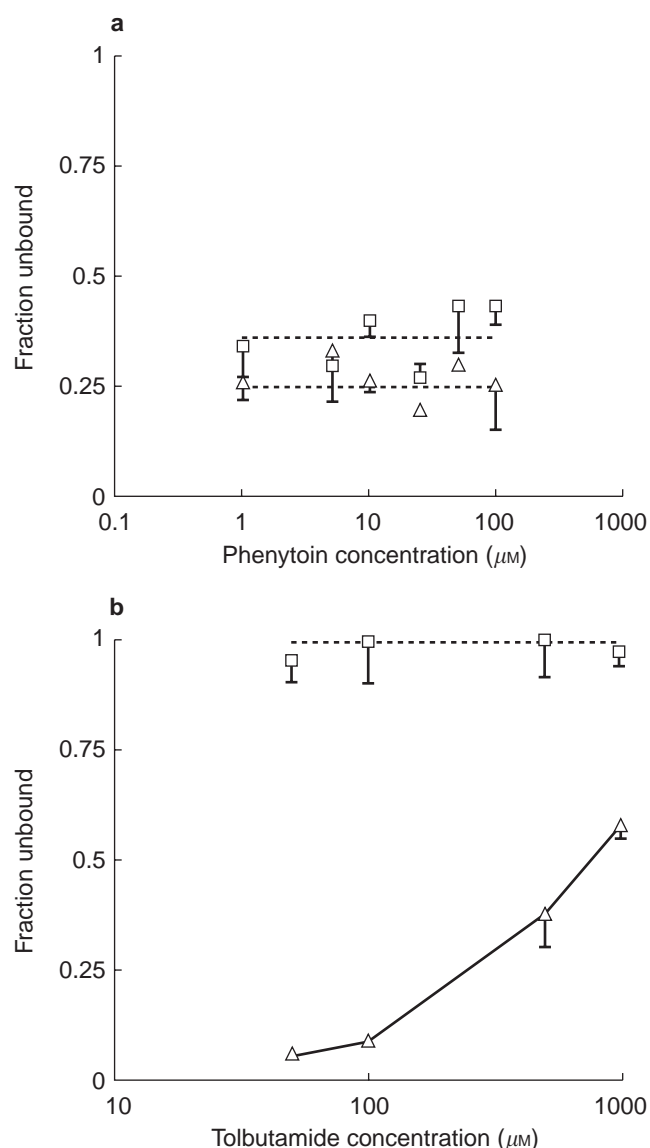 a
1
0.75
0.5
0.25
0
Fraction unbound
0.1 1 10 100 1000
Phenytoin concentration (μM)
b
1
0.75
0.5
0.25
0
Fraction unbound
10 100 1000
Tolbutamide concentration (μM)